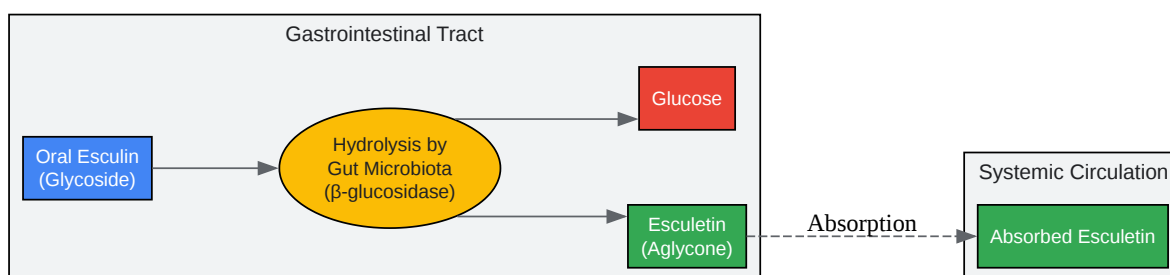 Gastrointestinal Tract
Glucose
Oral Esculin
(Glycoside)
Hydrolysis by
Gut Microbiota
(β-glucosidase)
Esculetin
(Aglycone)
Absorption
Systemic Circulation
Absorbed Esculetin